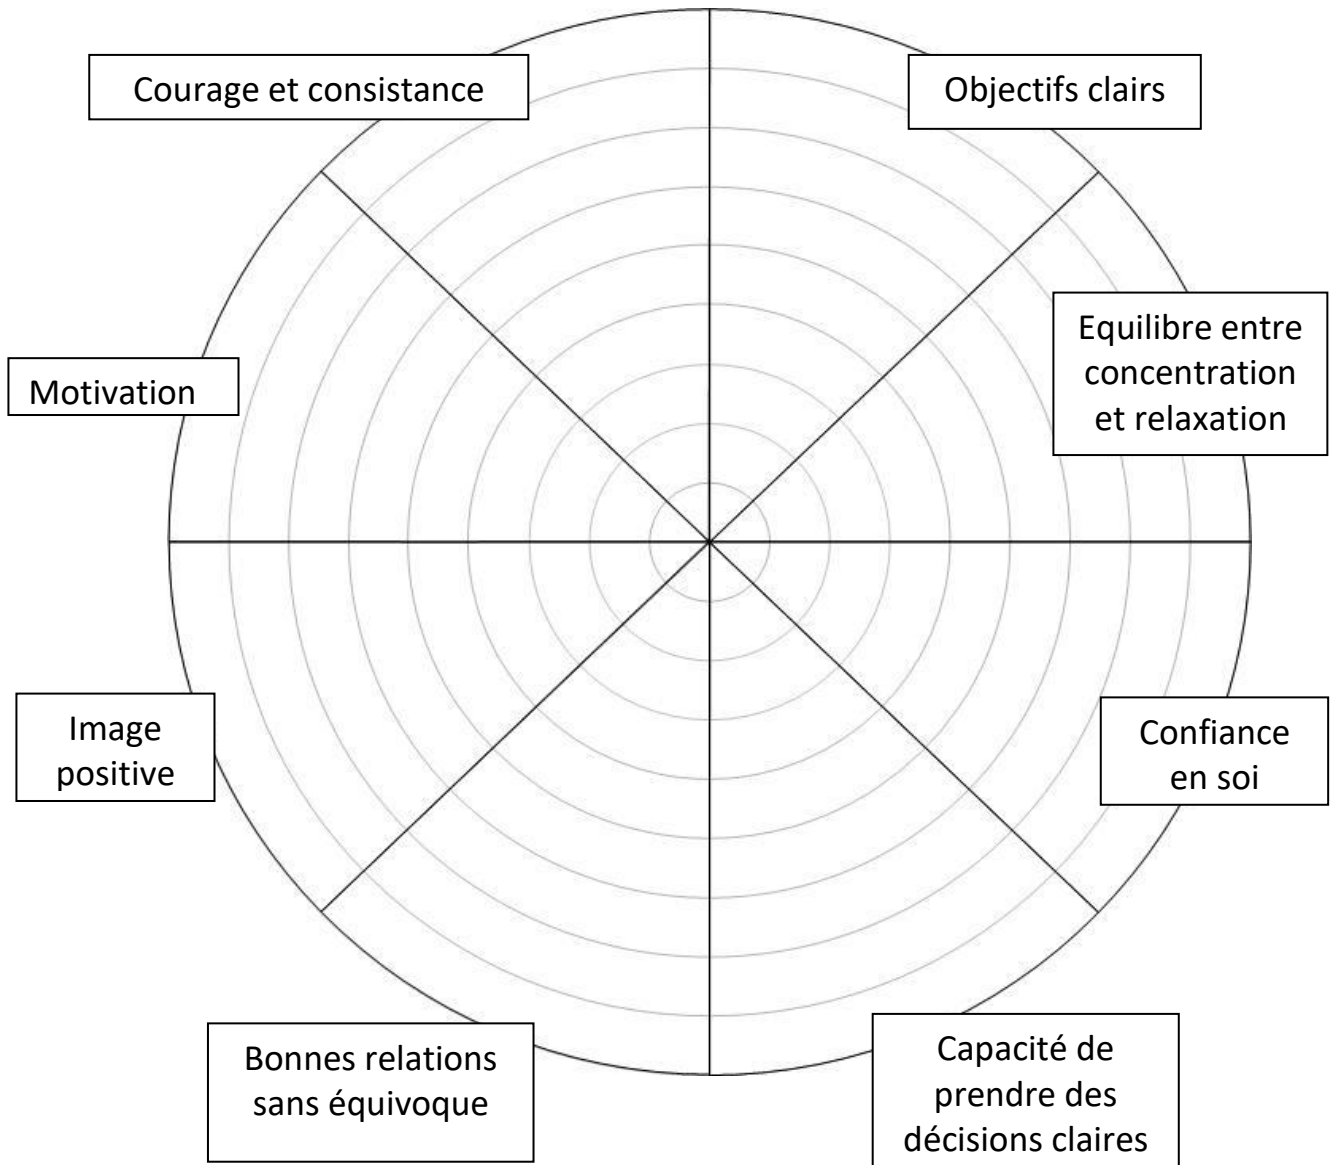 Courage et consistance
Objectifs clairs
Equilibre entre
concentration
et relaxation
Motivation
Image
positive
Confiance
en soi
Bonnes relations
sans équivoque
Capacité de
prendre des
décisions claires